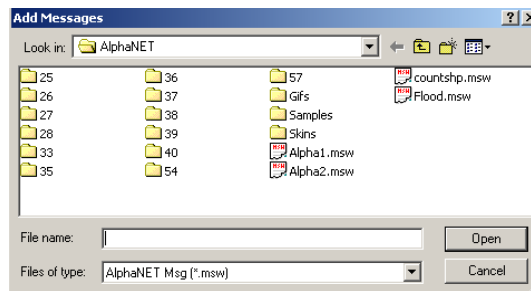 Add Messages
Look in: AlphaNET
25 36 57 countshp.msw
26 37 Gifs Flood.msw
27 38 Samples
28 39 Skins
33 40 Alpha1.msw
35 54 Alpha2.msw
File name: Open
Files of type: AlphaNET Msg (*.msw) Cancel